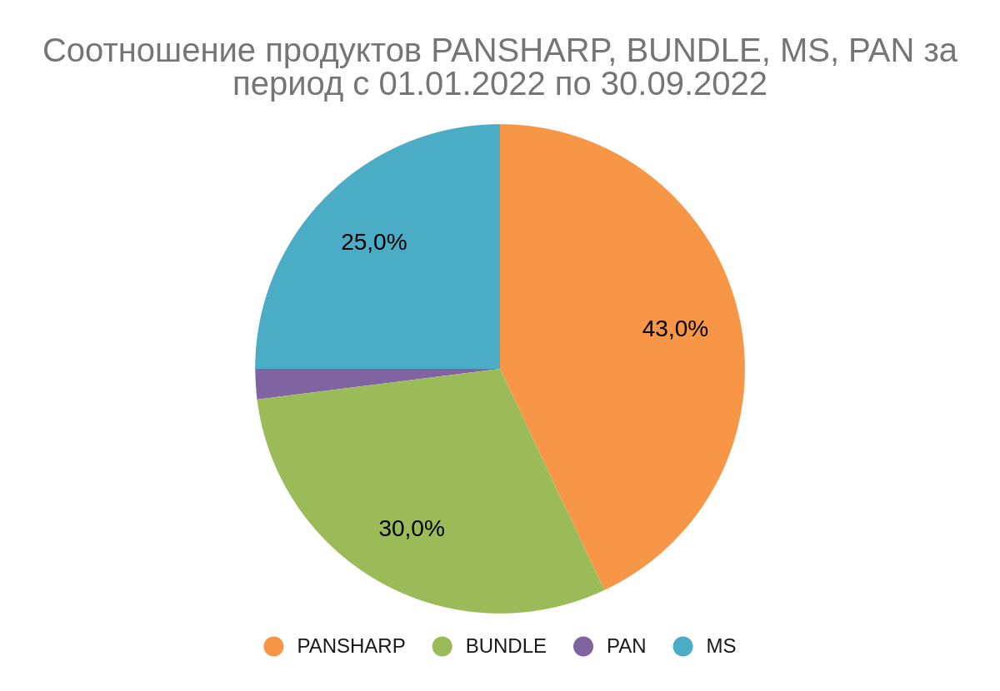 Соотношение продуктов PANSHARP, BUNDLE, MS, PAN за
период с 01.01.2022 по 30.09.2022
25,0%
43,0%
30,0%
PANSHARP
BUNDLE
PAN
MS